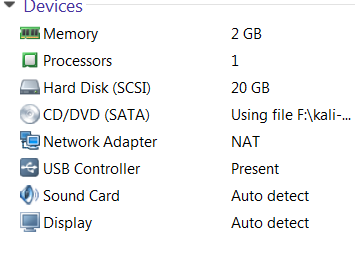 Devices
Memory 2 GB
Processors 1
Hard Disk (SCSI) 20 GB
CD/DVD (SATA) Using file F:\kali-...
Network Adapter NAT
USB Controller Present
Sound Card Auto detect
Display Auto detect